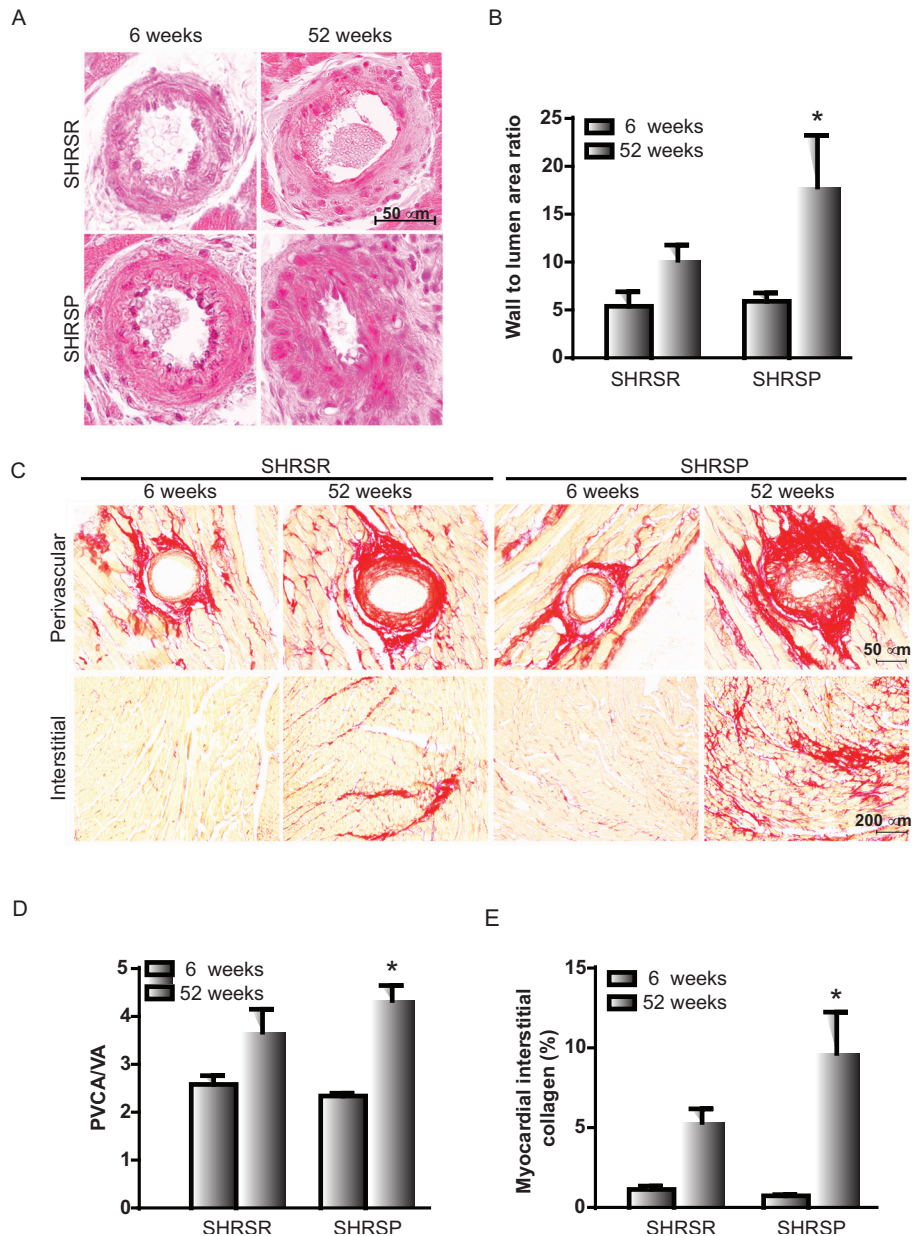 A
6 weeks
52 weeks
SHRSR
50 ∝m
SHRSP
B
Wall to lumen area ratio
6 weeks
52 weeks
*
25
20
15
10
5
0
SHRSR
SHRSP
C
SHRSR
SHRSP
6 weeks
52 weeks
6 weeks
52 weeks
Perivascular
50 ∝m
Interstitial
200 ∝m
D
PVCA/VA
6 weeks
52 weeks
*
5
4
3
2
1
0
SHRSR
SHRSP
E
Myocardial interstitial
collagen (%)
6 weeks
52 weeks
*
15
10
5
0
SHRSR
SHRSP